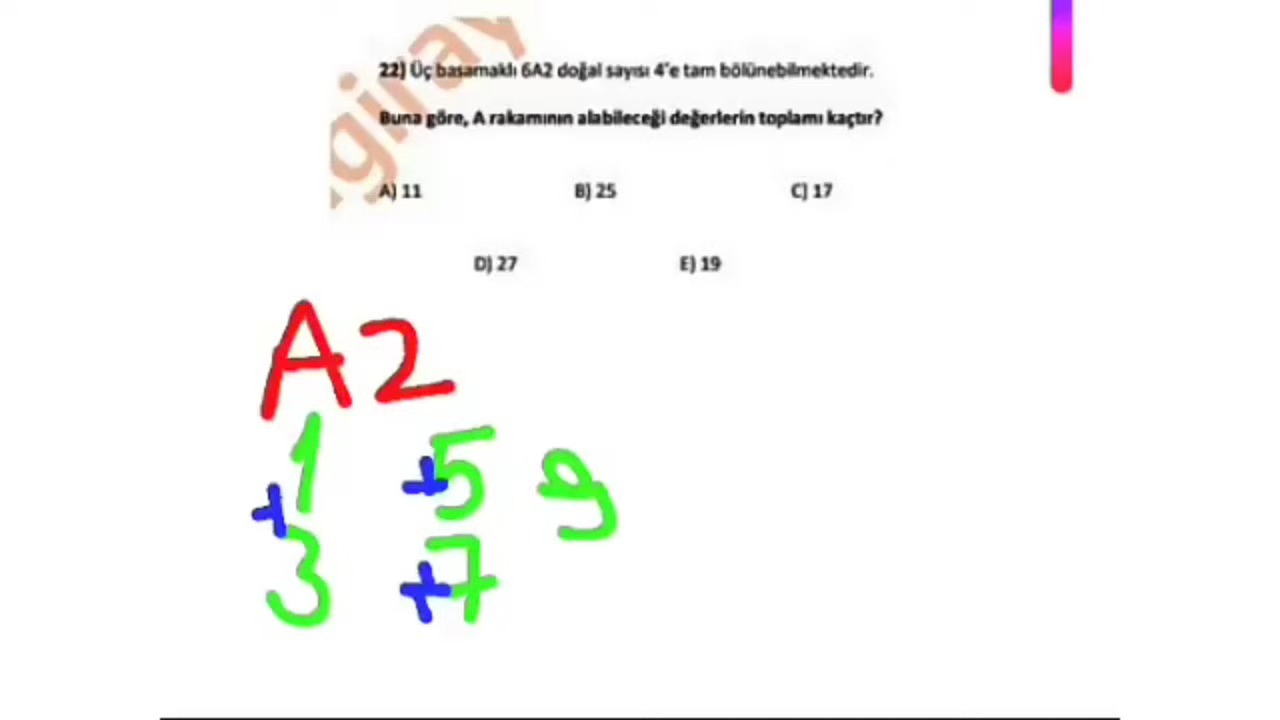 giray
22) Üç basamaklı 6A2 doğal sayısı 4'e tam bölünebilmektedir.
Buna göre, A rakamının alabileceği değerlerin toplamı kaçtır?
A) 11 B) 25 C) 17
D) 27 E) 19
A2
1 +5 9
+3 +7